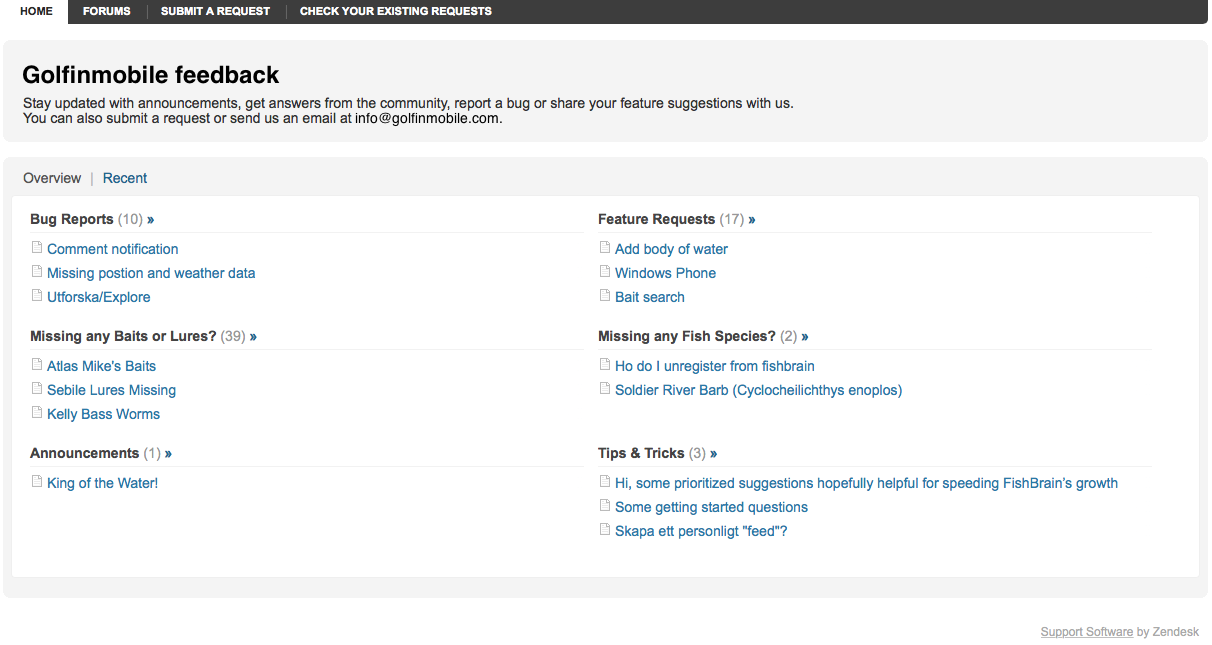 HOME FORUMS SUBMIT A REQUEST CHECK YOUR EXISTING REQUESTS
Golfinmobile feedback
Stay updated with announcements, get answers from the community, report a bug or share your feature suggestions with us.
You can also submit a request or send us an email at info@golfinmobile.com.
Overview | Recent
Bug Reports (10) »
Comment notification
Missing postion and weather data
Utforska/Explore
Feature Requests (17) »
Add body of water
Windows Phone
Bait search
Missing any Baits or Lures? (39) »
Atlas Mike's Baits
Sebile Lures Missing
Kelly Bass Worms
Missing any Fish Species? (2) »
Ho do I unregister from fishbrain
Soldier River Barb (Cyclocheilichthys enoplos)
Announcements (1) »
King of the Water!
Tips & Tricks (3) »
Hi, some prioritized suggestions hopefully helpful for speeding FishBrain's growth
Some getting started questions
Skapa ett personligt "feed"?
Support Software by Zendesk